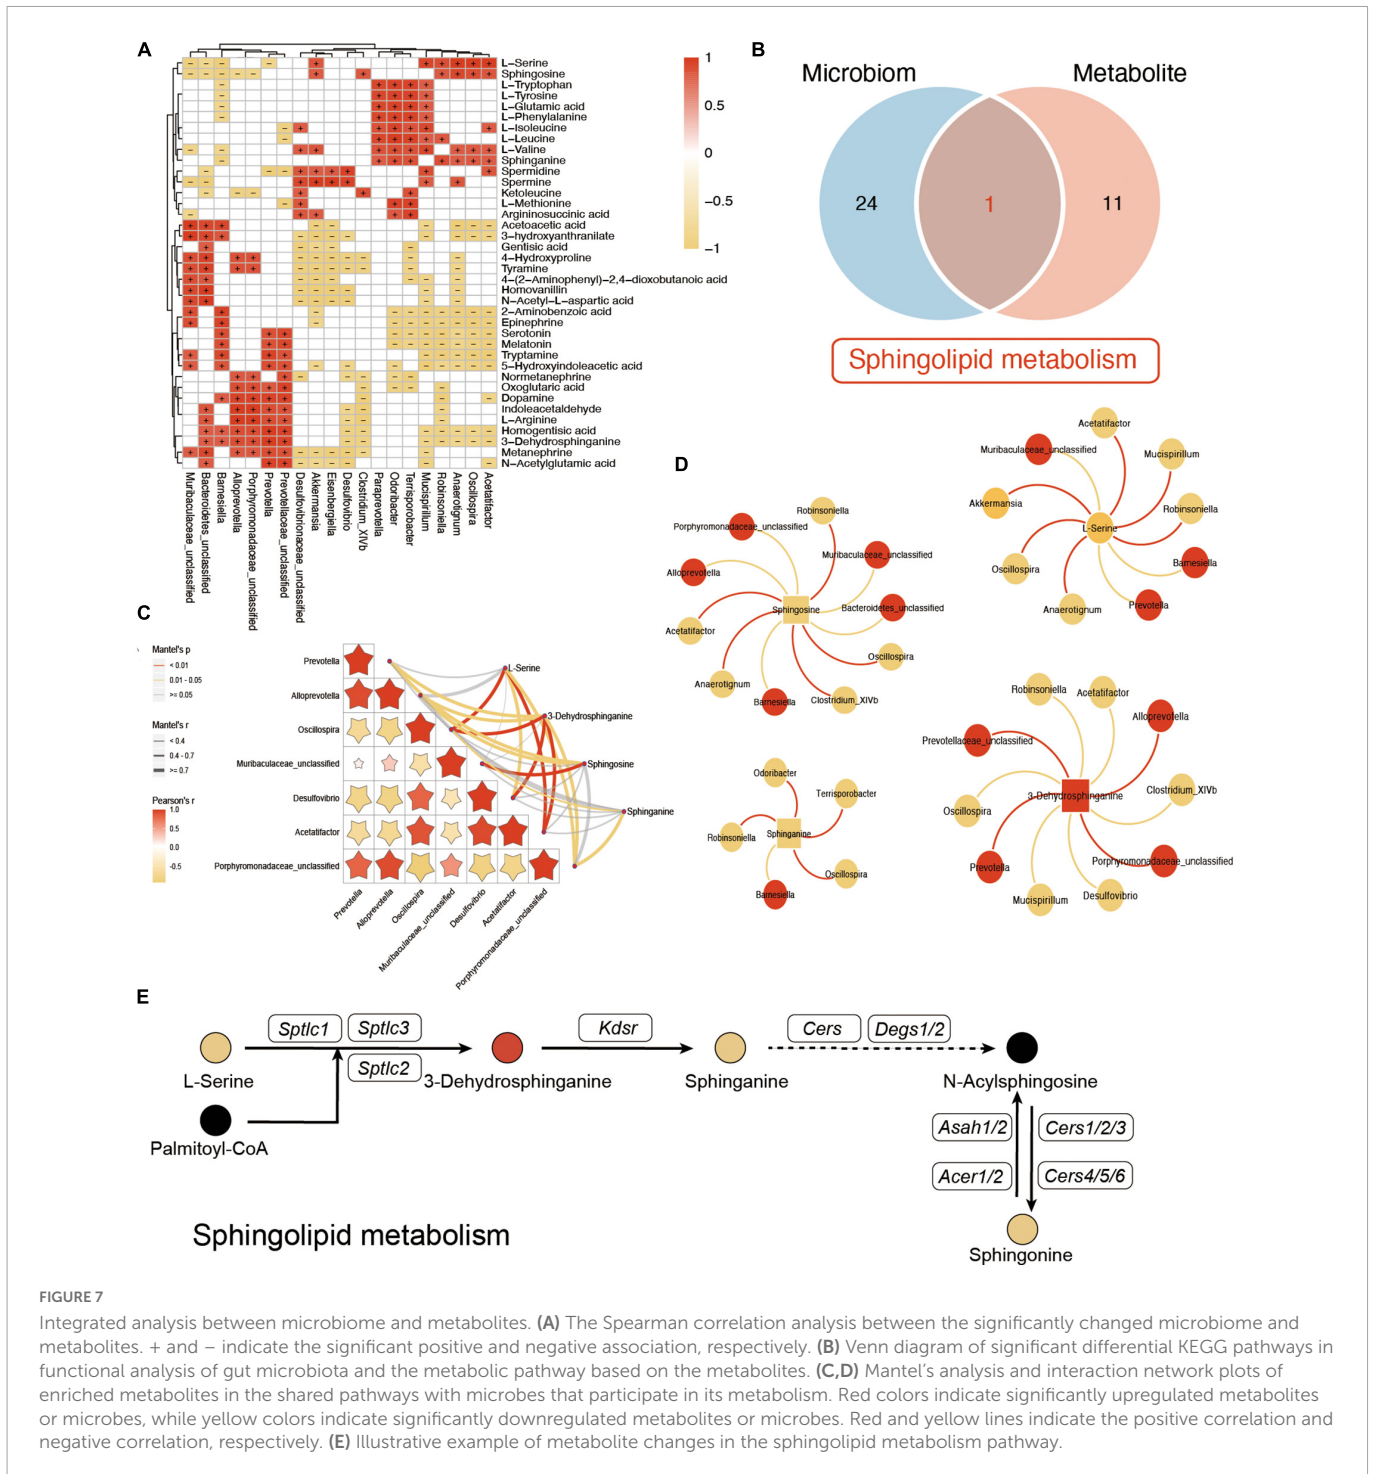 A
L-Serine
Sphingosine
L-Tryptophan
L-Tyrosine
L-Glutamic acid
L-Phenylalanine
L-Isoleucine
L-Leucine
L-Valine
Sphinganine
Spermidine
Spermine
Ketoleucine
L-Methionine
Argininosuccinic acid
Acetoacetic acid
3-hydroxyanthranilate
Gentisic acid
4-Hydroxyproline
Tyramine
4-(2-Aminophenyl)-2,4-dioxobutanoic acid
Homovanillin
N-Acetyl-L-aspartic acid
2-Aminobenzoic acid
Epinephrine
Serotonin
Melatonin
Tryptamine
5-Hydroxyindoleacetic acid
Normetanephrine
Oxoglutaric acid
Dopamine
Indoleacetaldehyde
L-Arginine
Homogentisic acid
3-Dehydrosphinganine
Metanephrine
N-Acetylglutamic acid
Muribaculaceae_unclassified
Bacteroidetes_unclassified
Barnesiella
Alloprevotella
Porphyromonadaceae_unclassified
Prevotella
Prevotellaceae_unclassified
Desulfovibrionaceae_unclassified
Akkermansia
Eisenbergiella
Desulfovibrio
Clostridium_XIVb
Paraprevotella
Odoribacter
Terrisporobacter
Mucispirillum
Robinsoniella
Anaerotignum
Oscillospira
Acetatifactor
1
0.5
0
-0.5
-1
B
Microbiom
Metabolite
24
1
11
Sphingolipid metabolism
C
Mantel's p
< 0.01
0.01 - 0.05
>= 0.05
Mantel's r
< 0.4
0.4 - 0.7
>= 0.7
Pearson's r
1.0
0.5
0.0
-0.5
Prevotella
Alloprevotella
Oscillospira
Muribaculaceae_unclassified
Desulfovibrio
Acetatifactor
Porphyromonadaceae_unclassified
Prevotella
Alloprevotella
Oscillospira
Muribaculaceae_unclassified
Desulfovibrio
Acetatifactor
Porphyromonadaceae_unclassified
L-Serine
3-Dehydrosphinganine
Sphingosine
Sphinganine
D
Robinsoniella
Porphyromonadaceae_unclassified
Muribaculaceae_unclassified
Alloprevotella
Sphingosine
Bacteroidetes_unclassified
Acetatifactor
Oscillospira
Anaerotignum
Barnesiella
Clostridium_XIVb
Acetatifactor
Muribaculaceae_unclassified
Mucispirillum
Akkermansia
Robinsoniella
L-Serine
Oscillospira
Barnesiella
Anaerotignum
Prevotella
Odoribacter
Terrisporobacter
Robinsoniella
Sphinganine
Oscillospira
Barnesiella
Robinsoniella
Acetatifactor
Alloprevotella
Prevotellaceae_unclassified
Clostridium_XIVb
3-Dehydrosphinganine
Oscillospira
Prevotella
Porphyromonadaceae_unclassified
Mucispirillum
Desulfovibrio
E
Sptlc1
Sptlc3
Sptlc2
Kdsr
Cers
Degs1/2
L-Serine
3-Dehydrosphinganine
Sphinganine
N-Acylsphingosine
Palmitoyl-CoA
Asah1/2
Cers1/2/3
Acer1/2
Cers4/5/6
Sphingonine
Sphingolipid metabolism
FIGURE 7
Integrated analysis between microbiome and metabolites. (A) The Spearman correlation analysis between the significantly changed microbiome and
metabolites. + and – indicate the significant positive and negative association, respectively. (B) Venn diagram of significant differential KEGG pathways in
functional analysis of gut microbiota and the metabolic pathway based on the metabolites. (C,D) Mantel's analysis and interaction network plots of
enriched metabolites in the shared pathways with microbes that participate in its metabolism. Red colors indicate significantly upregulated metabolites
or microbes, while yellow colors indicate significantly downregulated metabolites or microbes. Red and yellow lines indicate the positive correlation and
negative correlation, respectively. (E) Illustrative example of metabolite changes in the sphingolipid metabolism pathway.